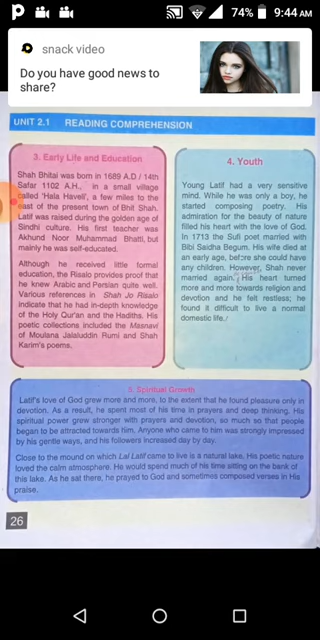 74% 9:44 AM
snack video
Do you have good news to
share?
UNIT 2.1 READING COMPREHENSION
3. Early Life and Education
Shah Bhitai was born in 1689 A.D / 14th
Safar 1102 A.H., in a small village
called 'Hala Haveli', a few miles to the
east of the present town of Bhit Shah.
Latif was raised during the golden age of
Sindhi culture. His first teacher was
Akhund Noor Muhammad Bhatti, but
mainly he was self-educated.
Although he received little formal
education, the Risalo provides proof that
he knew Arabic and Persian quite well.
Various references in Shah Jo Risalo
indicate that he had in-depth knowledge
of the Holy Qur'an and the Hadiths. His
poetic collections included the Masnavi
of Moulana Jalaluddin Rumi and Shah
Karim's poems.
4. Youth
Young Latif had a very sensitive
mind. While he was only a boy, he
started composing poetry. His
admiration for the beauty of nature
filled his heart with the love of God.
In 1713 the Sufi poet married with
Bibi Saidha Begum. His wife died at
an early age, before she could have
any children. However, Shah never
married again. His heart turned
more and more towards religion and
devotion and he felt restless; he
found it difficult to live a normal
domestic life.
5. Spiritual Growth
Latif's love of God grew more and more, to the extent that he found pleasure only in
devotion. As a result, he spent most of his time in prayers and deep thinking. His
spiritual power grew stronger with prayers and devotion, so much so that people
began to be attracted towards him. Anyone who came to him was strongly impressed
by his gentle ways, and his followers increased day by day.
Close to the mound on which Lal Latif came to live is a natural lake. His poetic nature
loved the calm atmosphere. He would spend much of his time sitting on the bank of
this lake. As he sat there, he prayed to God and sometimes composed verses in His
praise.
26